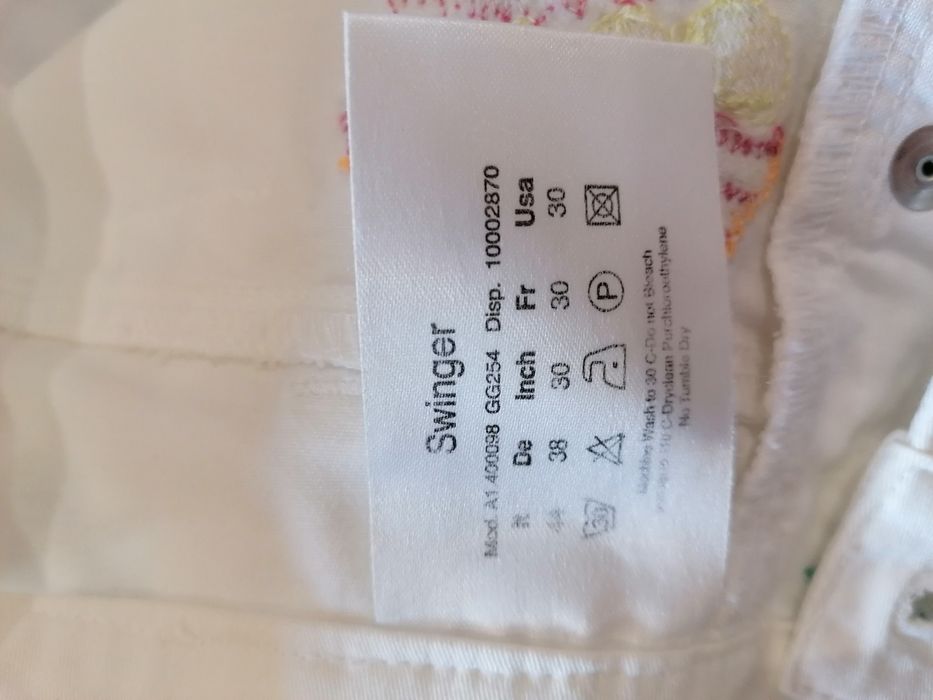 Swinger
Mod. A1 400098 GG254 Disp. 10002870
It De Inch Fr Usa
44 38 30 30 30
30 P
Machine Wash to 30 C-Do not Bleach
110 C-Dryclean Perchloroethylene
No Tumble Dry